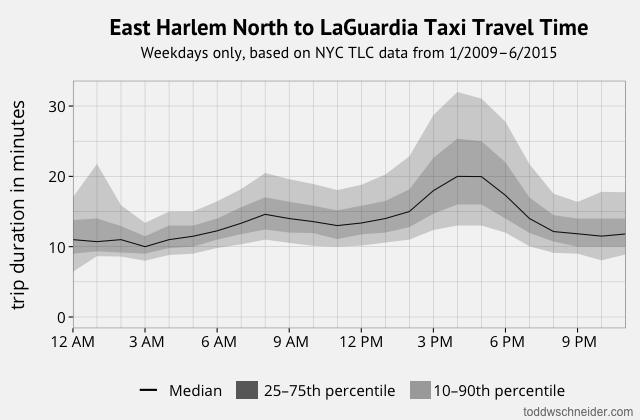 East Harlem North to LaGuardia Taxi Travel Time
Weekdays only, based on NYC TLC data from 1/2009–6/2015
trip duration in minutes
30
20
10
0
12 AM 3 AM 6 AM 9 AM 12 PM 3 PM 6 PM 9 PM
Median 25–75th percentile 10–90th percentile
toddwschneider.com